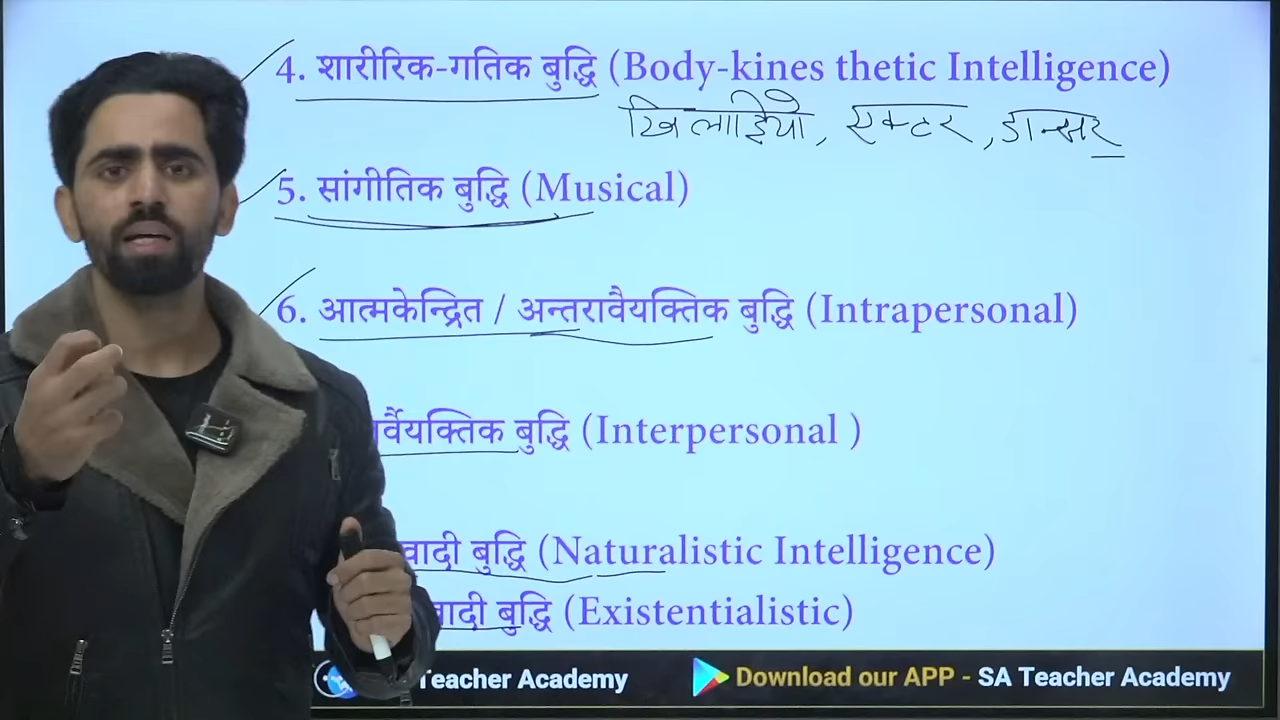 4. शारीरिक-गतिक बुद्धि (Body-kines thetic Intelligence)
खिलाड़ियो, एक्टर, डान्सर
5. सांगीतिक बुद्धि (Musical)
6. आत्मकेन्द्रित / अन्तरावैयक्तिक बुद्धि (Intrapersonal)
र्वैयक्तिक बुद्धि (Interpersonal )
वादी बुद्धि (Naturalistic Intelligence)
वादी बुद्धि (Existentialistic)
Teacher Academy
Download our APP - SA Teacher Academy